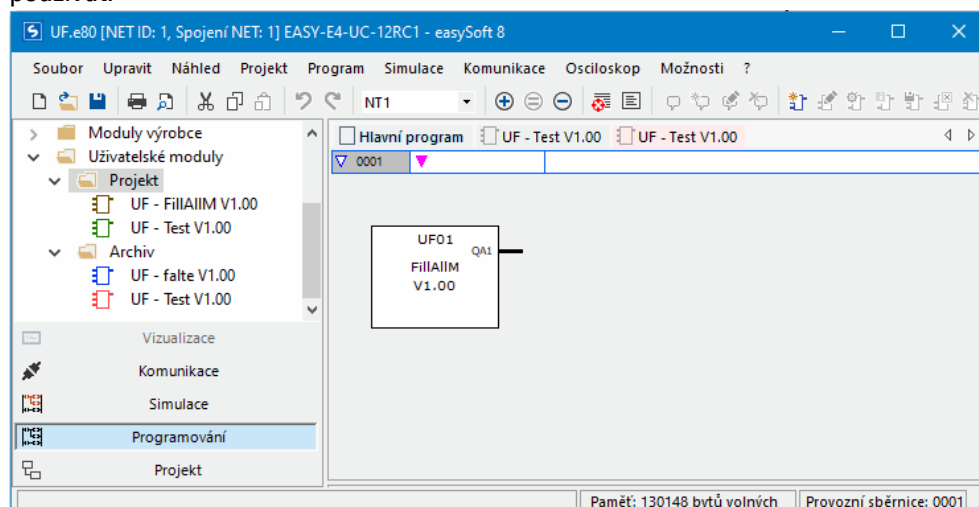 UF.e80 [NET ID: 1, Spojení NET: 1] EASY-E4-UC-12RC1 - easySoft 8
Soubor Upravit Náhled Projekt Program Simulace Komunikace Osciloskop Možnosti ?
NT1
Moduly výrobce
Uživatelské moduly
Projekt
UF - FillAllM V1.00
UF - Test V1.00
Archiv
UF - falte V1.00
UF - Test V1.00
Vizualizace
Komunikace
Simulace
Programování
Projekt
Hlavní program UF - Test V1.00 UF - Test V1.00
0001
UF01
QA1
FillAllM
V1.00
Paměť: 130148 bytů volných Provozní sběrnice: 0001